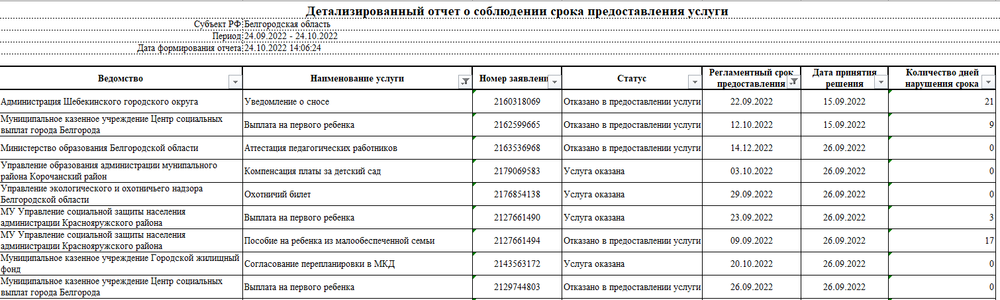 Детализированный отчет о соблюдении срока предоставления услуги
Субъект РФ Белгородская область
Период 24.09.2022 - 24.10.2022
Дата формирования отчета 24.10.2022 14:06:24
Ведомство Наименование услуги Номер заявлени Статус Регламентный срок предоставления Дата принятия решения Количество дней нарушения срока
Администрация Шебекинского городского округа Уведомление о сносе 2160318069 Отказано в предоставлении услуги 22.09.2022 15.09.2022 21
Муниципальное казенное учреждение Центр социальных
выплат города Белгорода Выплата на первого ребенка 2162599665 Отказано в предоставлении услуги 12.10.2022 15.09.2022 9
Министерство образования Белгородской области Аттестация педагогических работников 2163536968 Отказано в предоставлении услуги 14.12.2022 26.09.2022 0
Управление образования администрации мунипального
района Корочанский район Компенсация платы за детский сад 2179069583 Услуга оказана 03.10.2022 26.09.2022 0
Управление экологического и охотничьего надзора
Белгородской области Охотничий билет 2176854138 Услуга оказана 29.09.2022 26.09.2022 0
МУ Управление социальной защиты населения
администрации Краснояружского района Выплата на первого ребенка 2127661490 Услуга оказана 23.09.2022 26.09.2022 3
МУ Управление социальной защиты населения
администрации Краснояружского района Пособие на ребенка из малообеспеченной семьи 2127661494 Отказано в предоставлении услуги 09.09.2022 26.09.2022 17
Муниципальное казенное учреждение Городской жилищный
фонд Согласование перепланировки в МКД 2143563172 Услуга оказана 20.10.2022 26.09.2022 0
Муниципальное казенное учреждение Центр социальных
выплат города Белгорода Выплата на первого ребенка 2129744803 Отказано в предоставлении услуги 26.09.2022 26.09.2022 0